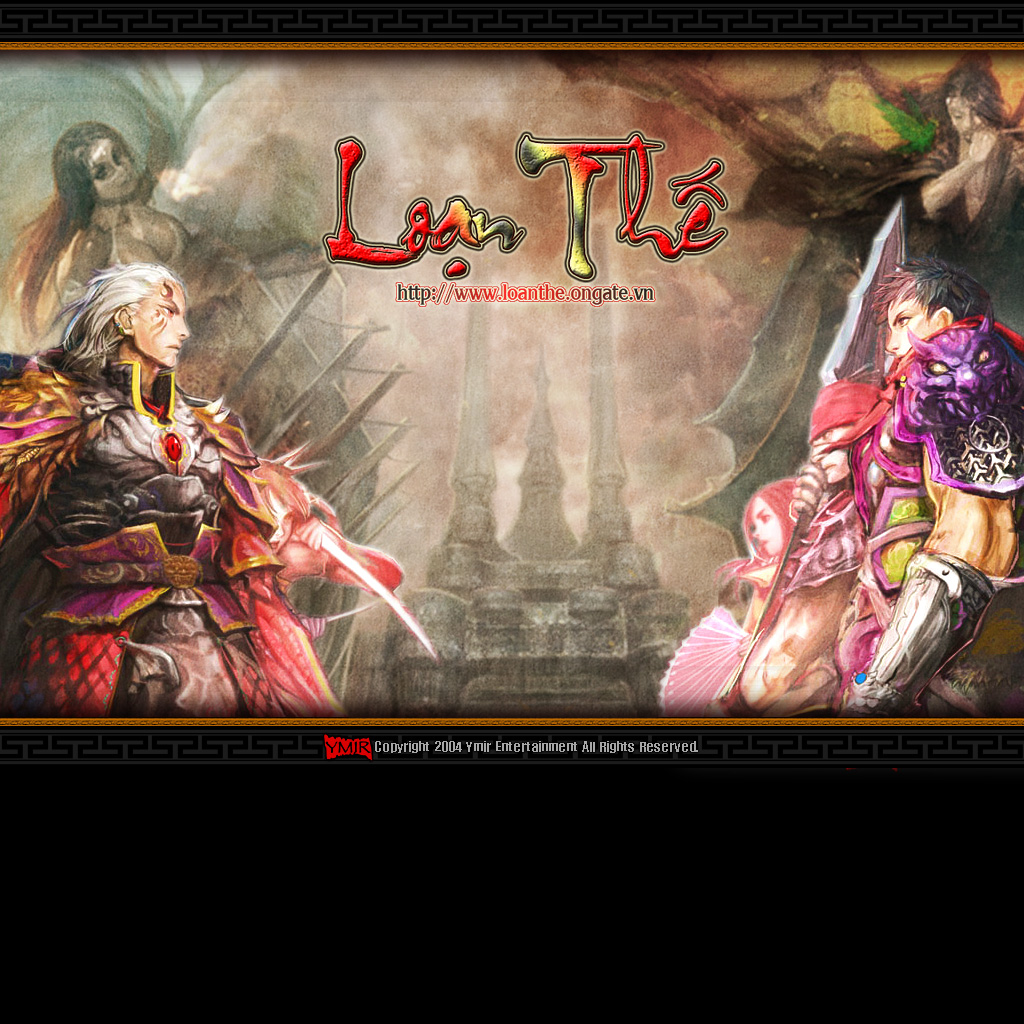 Loạn Thế
http://www.loanthe.ongate.vn
YMIR Copyright 2004 Ymir Entertainment All Rights Reserved.